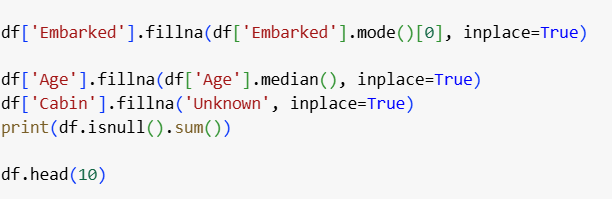 df['Embarked'].fillna(df['Embarked'].mode()[0], inplace=True)
df['Age'].fillna(df['Age'].median(), inplace=True)
df['Cabin'].fillna('Unknown', inplace=True)
print(df.isnull().sum())
df.head(10)